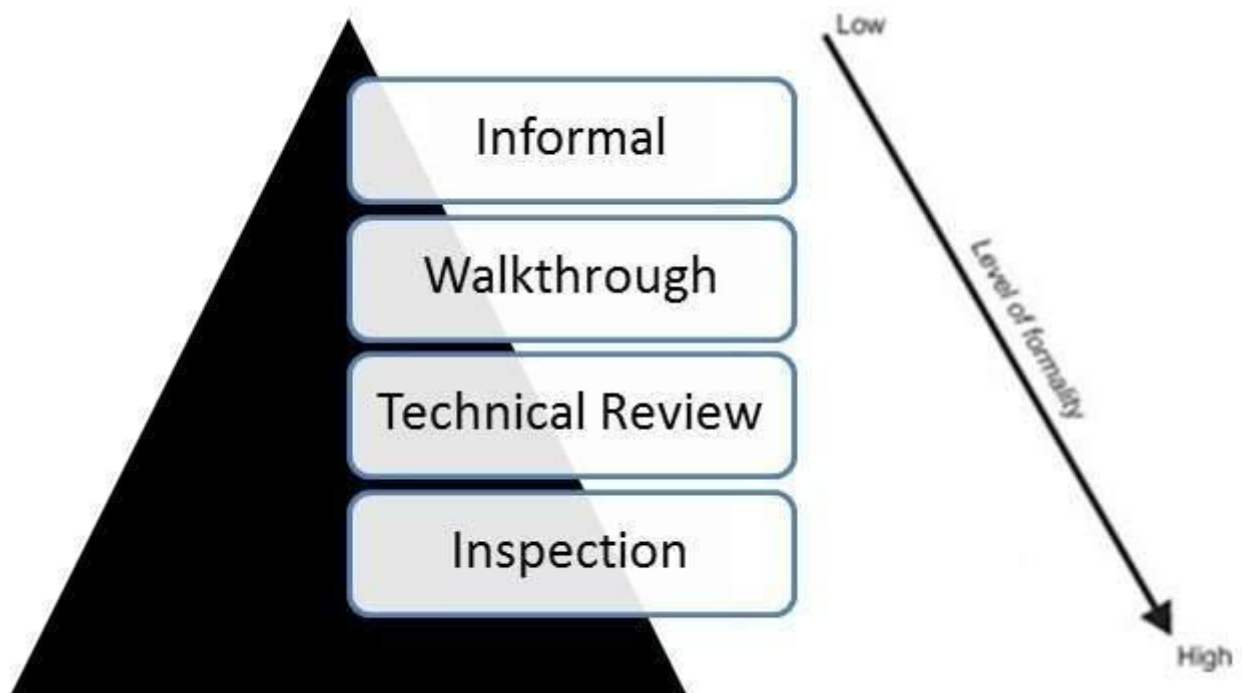 Low
Informal
Walkthrough
Level of formality
Technical Review
Inspection
High